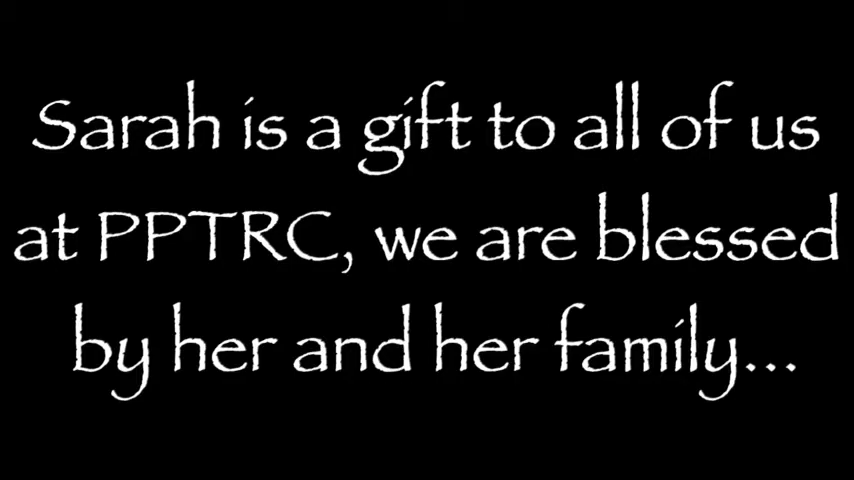 Sarah is a gift to all of us
at PPTRC, we are blessed
by her and her family...